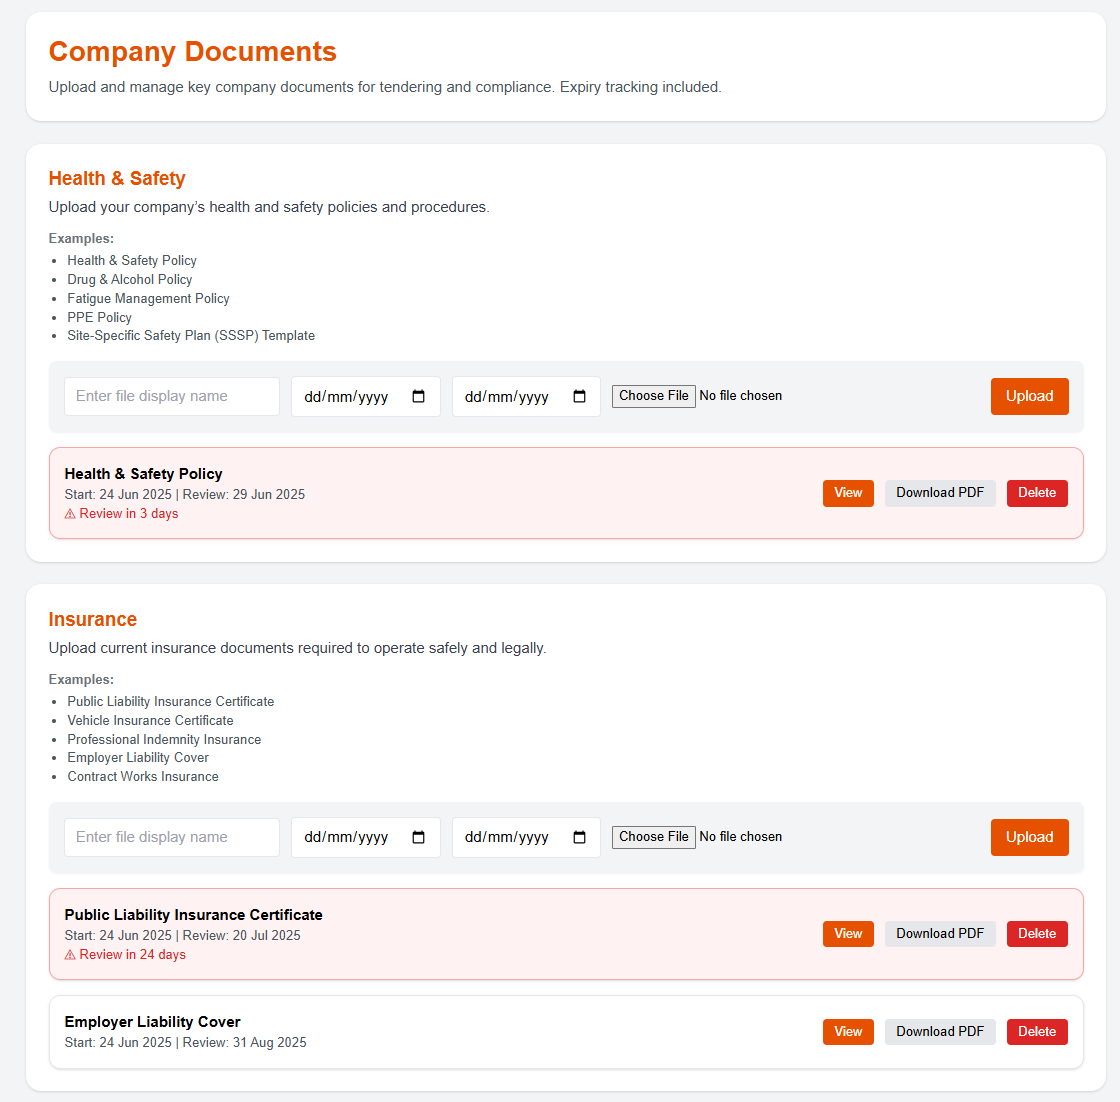 Company Documents
Upload and manage key company documents for tendering and compliance. Expiry tracking included.
Health & Safety
Upload your company’s health and safety policies and procedures.
Examples:
• Health & Safety Policy
• Drug & Alcohol Policy
• Fatigue Management Policy
• PPE Policy
• Site-Specific Safety Plan (SSSP) Template
Enter file display name dd/mm/yyyy dd/mm/yyyy Choose File No file chosen Upload
Health & Safety Policy
Start: 24 Jun 2025 | Review: 29 Jun 2025
⚠ Review in 3 days
View Download PDF Delete
Insurance
Upload current insurance documents required to operate safely and legally.
Examples:
• Public Liability Insurance Certificate
• Vehicle Insurance Certificate
• Professional Indemnity Insurance
• Employer Liability Cover
• Contract Works Insurance
Enter file display name dd/mm/yyyy dd/mm/yyyy Choose File No file chosen Upload
Public Liability Insurance Certificate
Start: 24 Jun 2025 | Review: 20 Jul 2025
⚠ Review in 24 days
View Download PDF Delete
Employer Liability Cover
Start: 24 Jun 2025 | Review: 31 Aug 2025
View Download PDF Delete